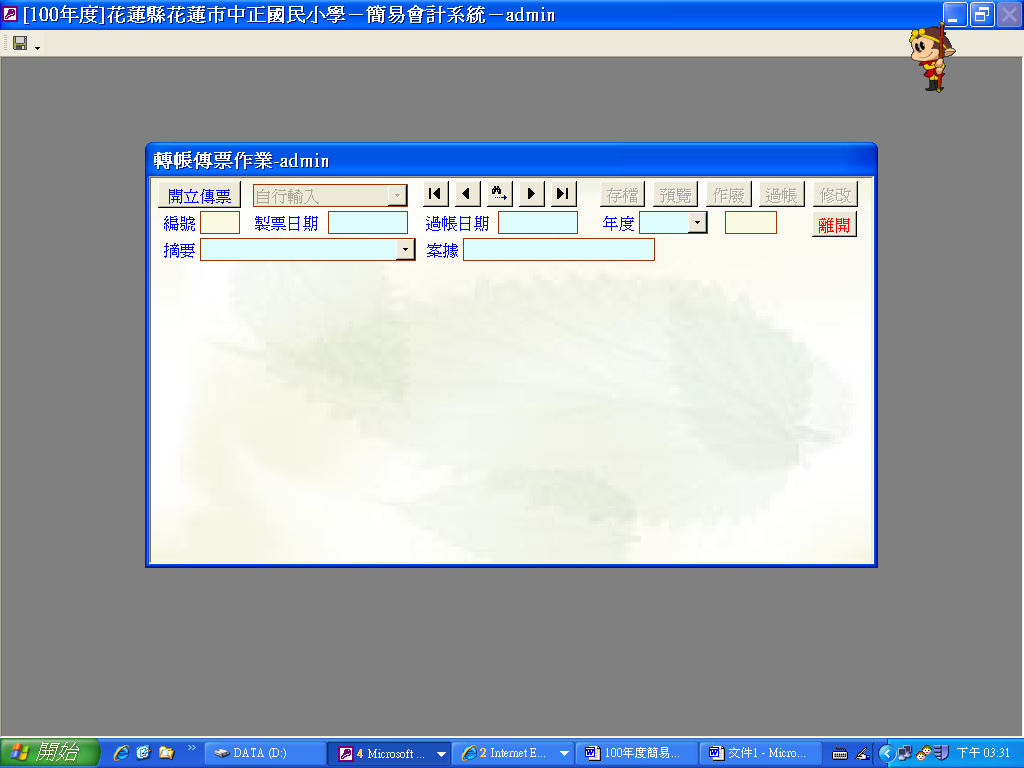 [100年度]花蓮縣花蓮市中正國民小學－簡易會計系統－admin
轉帳傳票作業-admin
開立傳票 自行輸入 存檔 預覽 作廢 過帳 修改
編號 製票日期 過帳日期 年度 離開
摘要 案據
開始 DATA (D:) 4 Microsoft ... 2 Internet E... 100年度簡易... 文件1 - Micro... 下午 03:31